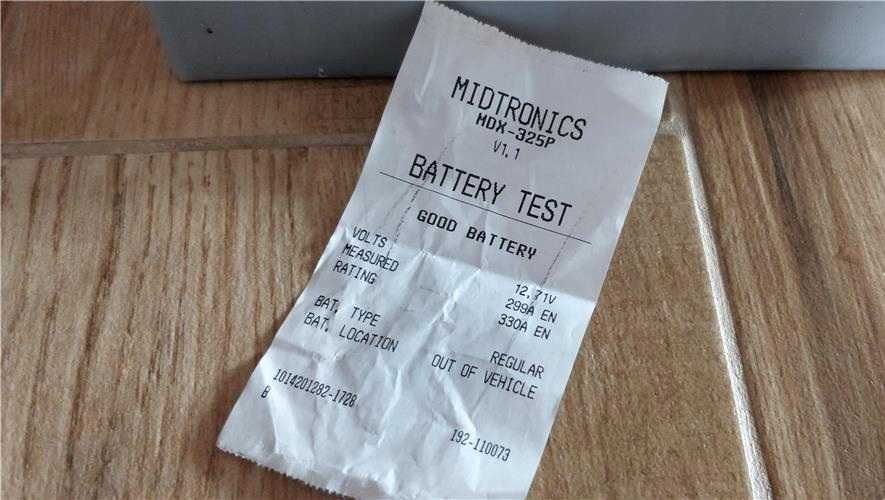 MIDTRONICS
MDX-325P
V1.1
BATTERY TEST
GOOD BATTERY
VOLTS 12.71V
MEASURED 299A EN
RATING 330A EN
BAT. TYPE REGULAR
BAT. LOCATION OUT OF VEHICLE
1014201282-1728
B 192-110073